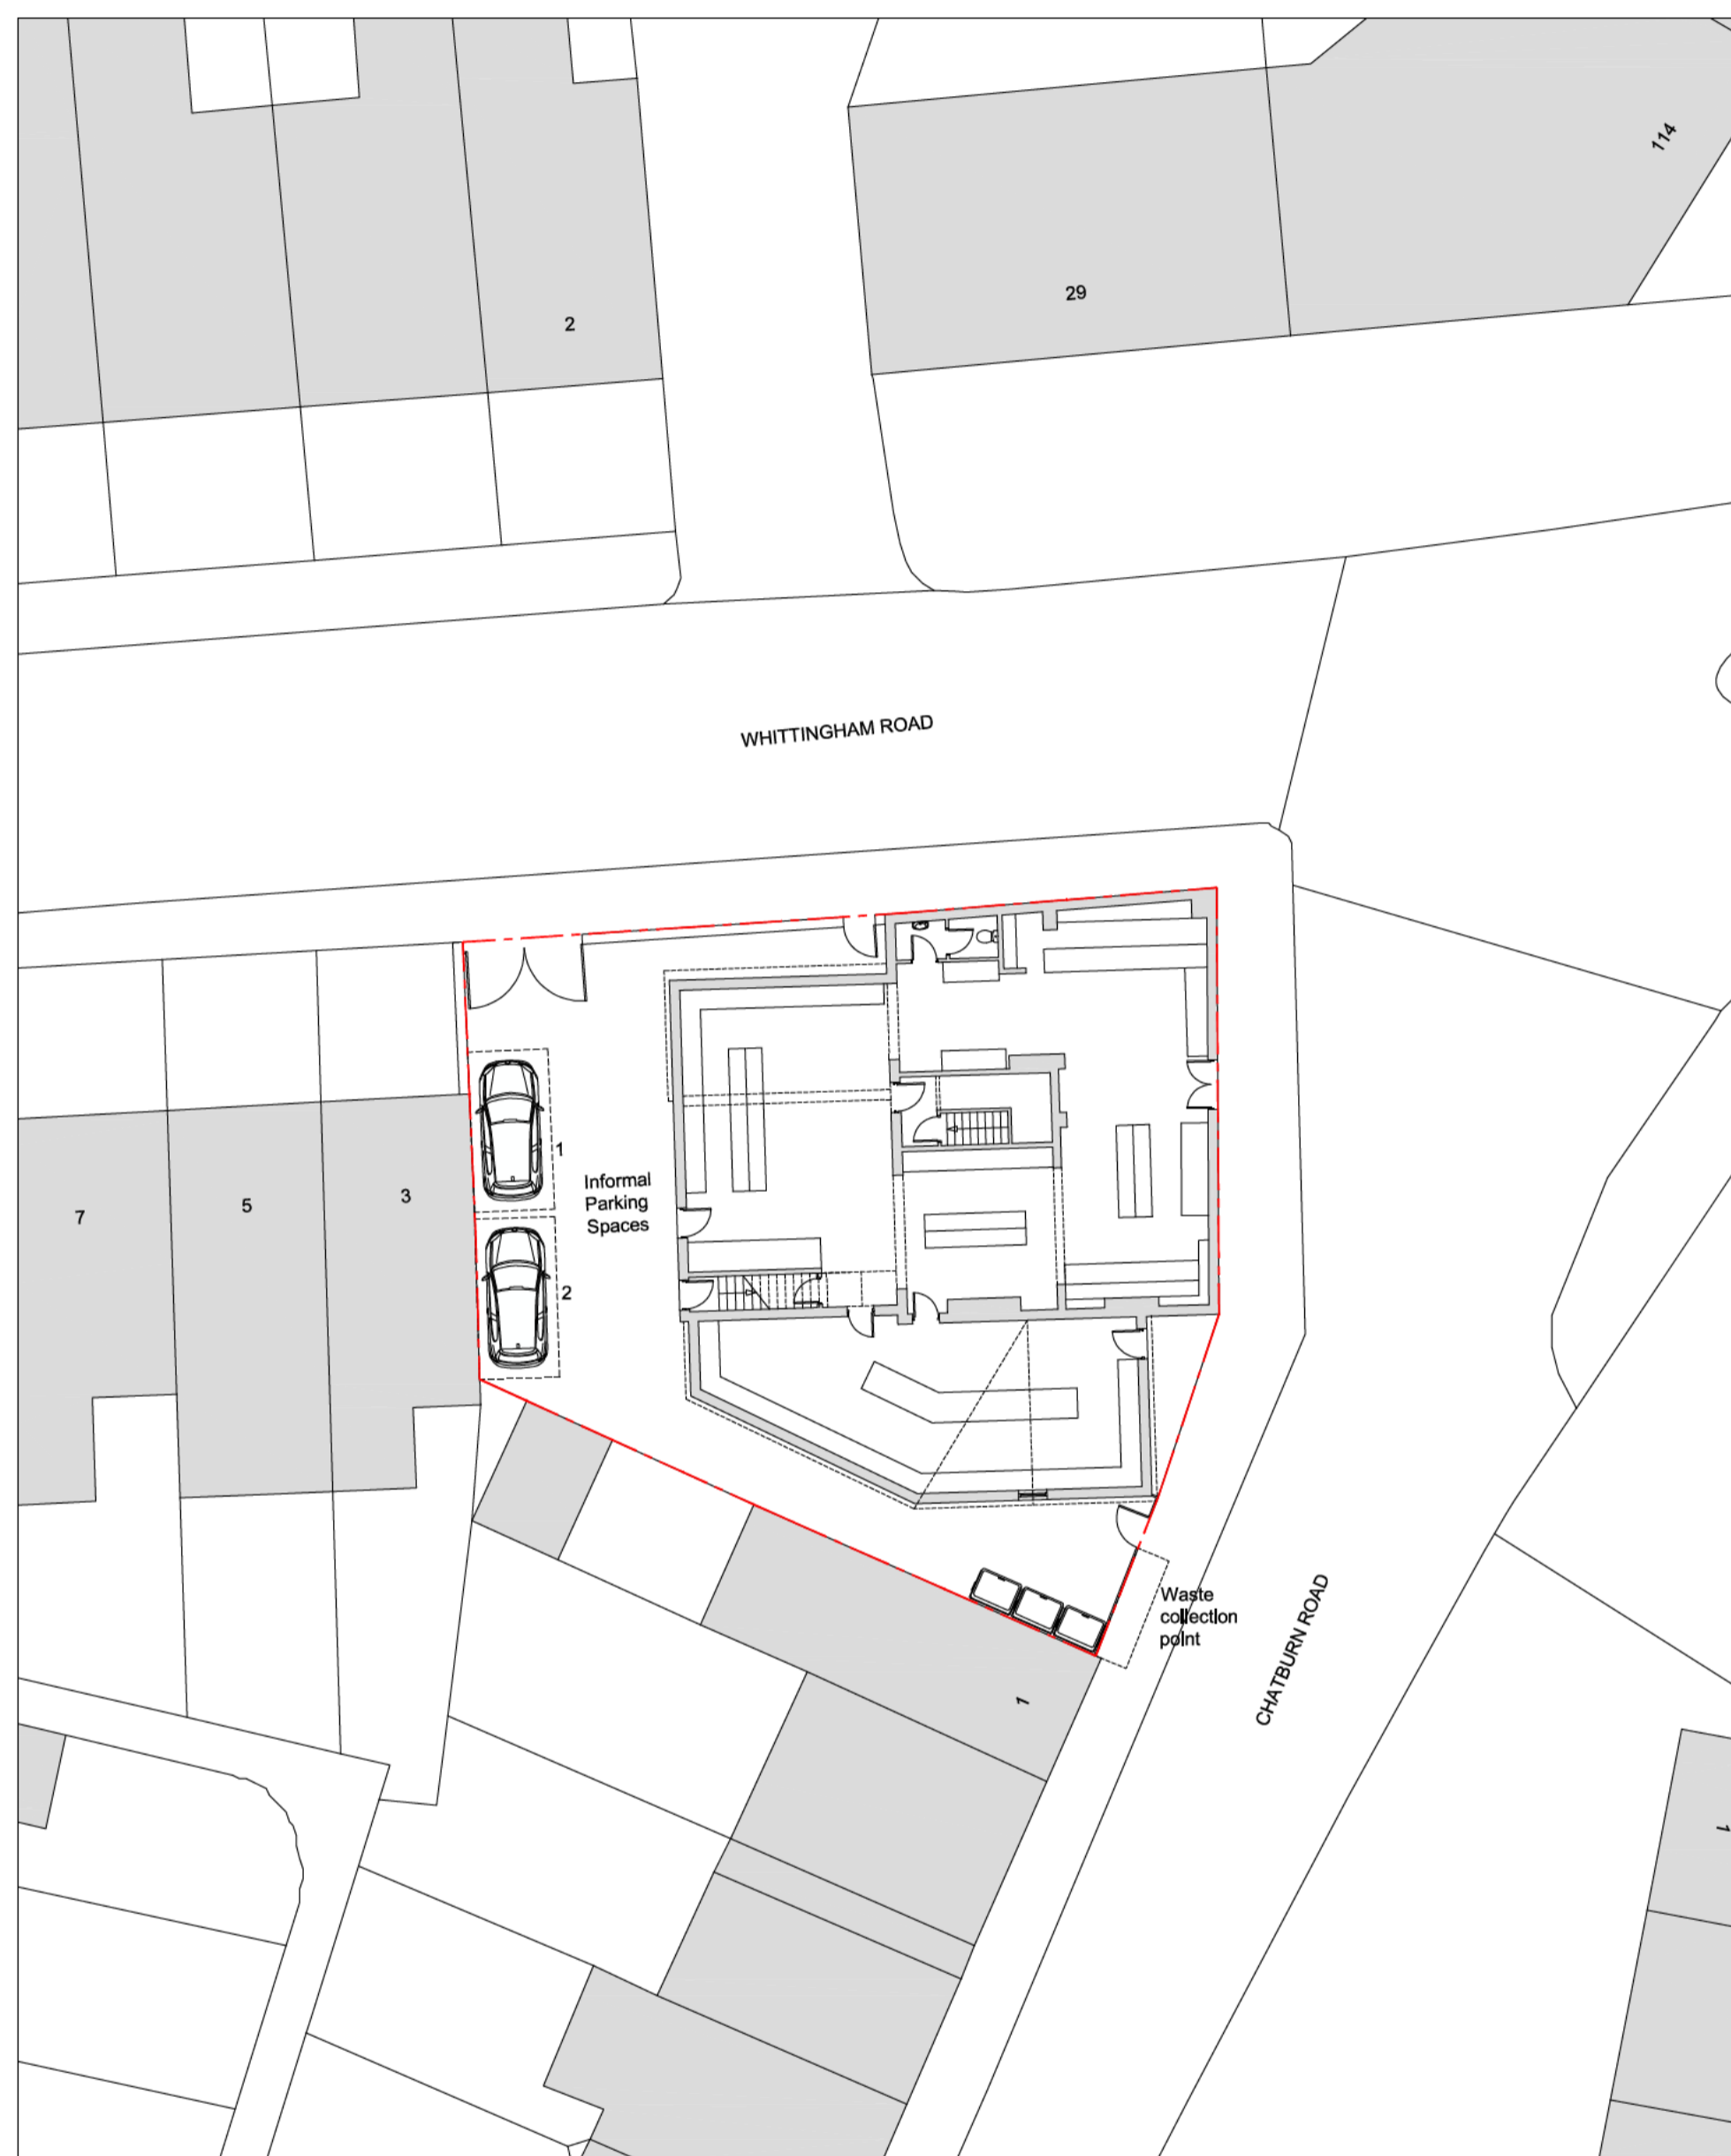 114
29
2
WHITTINGHAM ROAD
1
Informal
Parking
Spaces
3
5
7
2
Waste
collection
point
CHATBURN ROAD
1
1